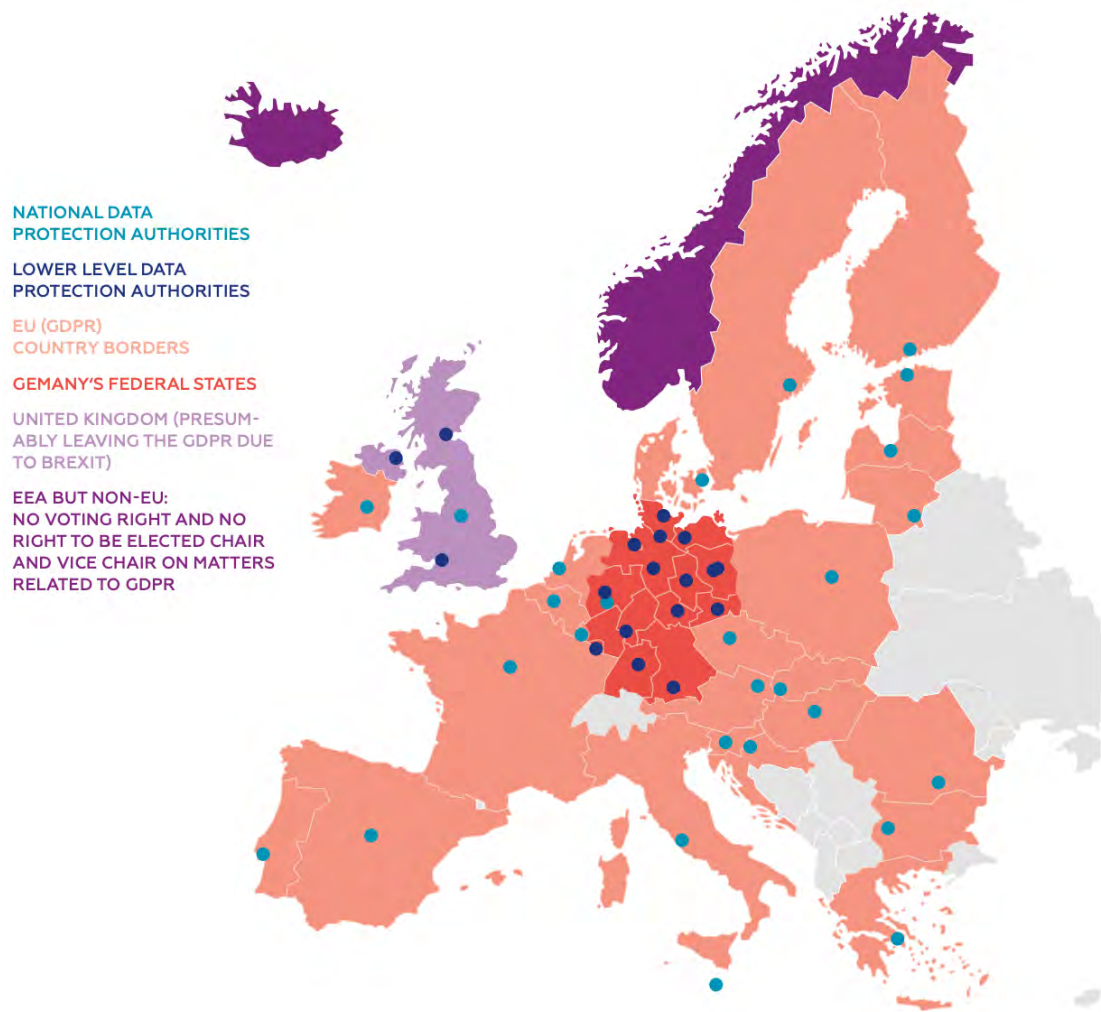 NATIONAL DATA
PROTECTION AUTHORITIES
LOWER LEVEL DATA
PROTECTION AUTHORITIES
EU (GDPR)
COUNTRY BORDERS
GEMANY'S FEDERAL STATES
UNITED KINGDOM (PRESUM-
ABLY LEAVING THE GDPR DUE
TO BREXIT)
EEA BUT NON-EU:
NO VOTING RIGHT AND NO
RIGHT TO BE ELECTED CHAIR
AND VICE CHAIR ON MATTERS
RELATED TO GDPR